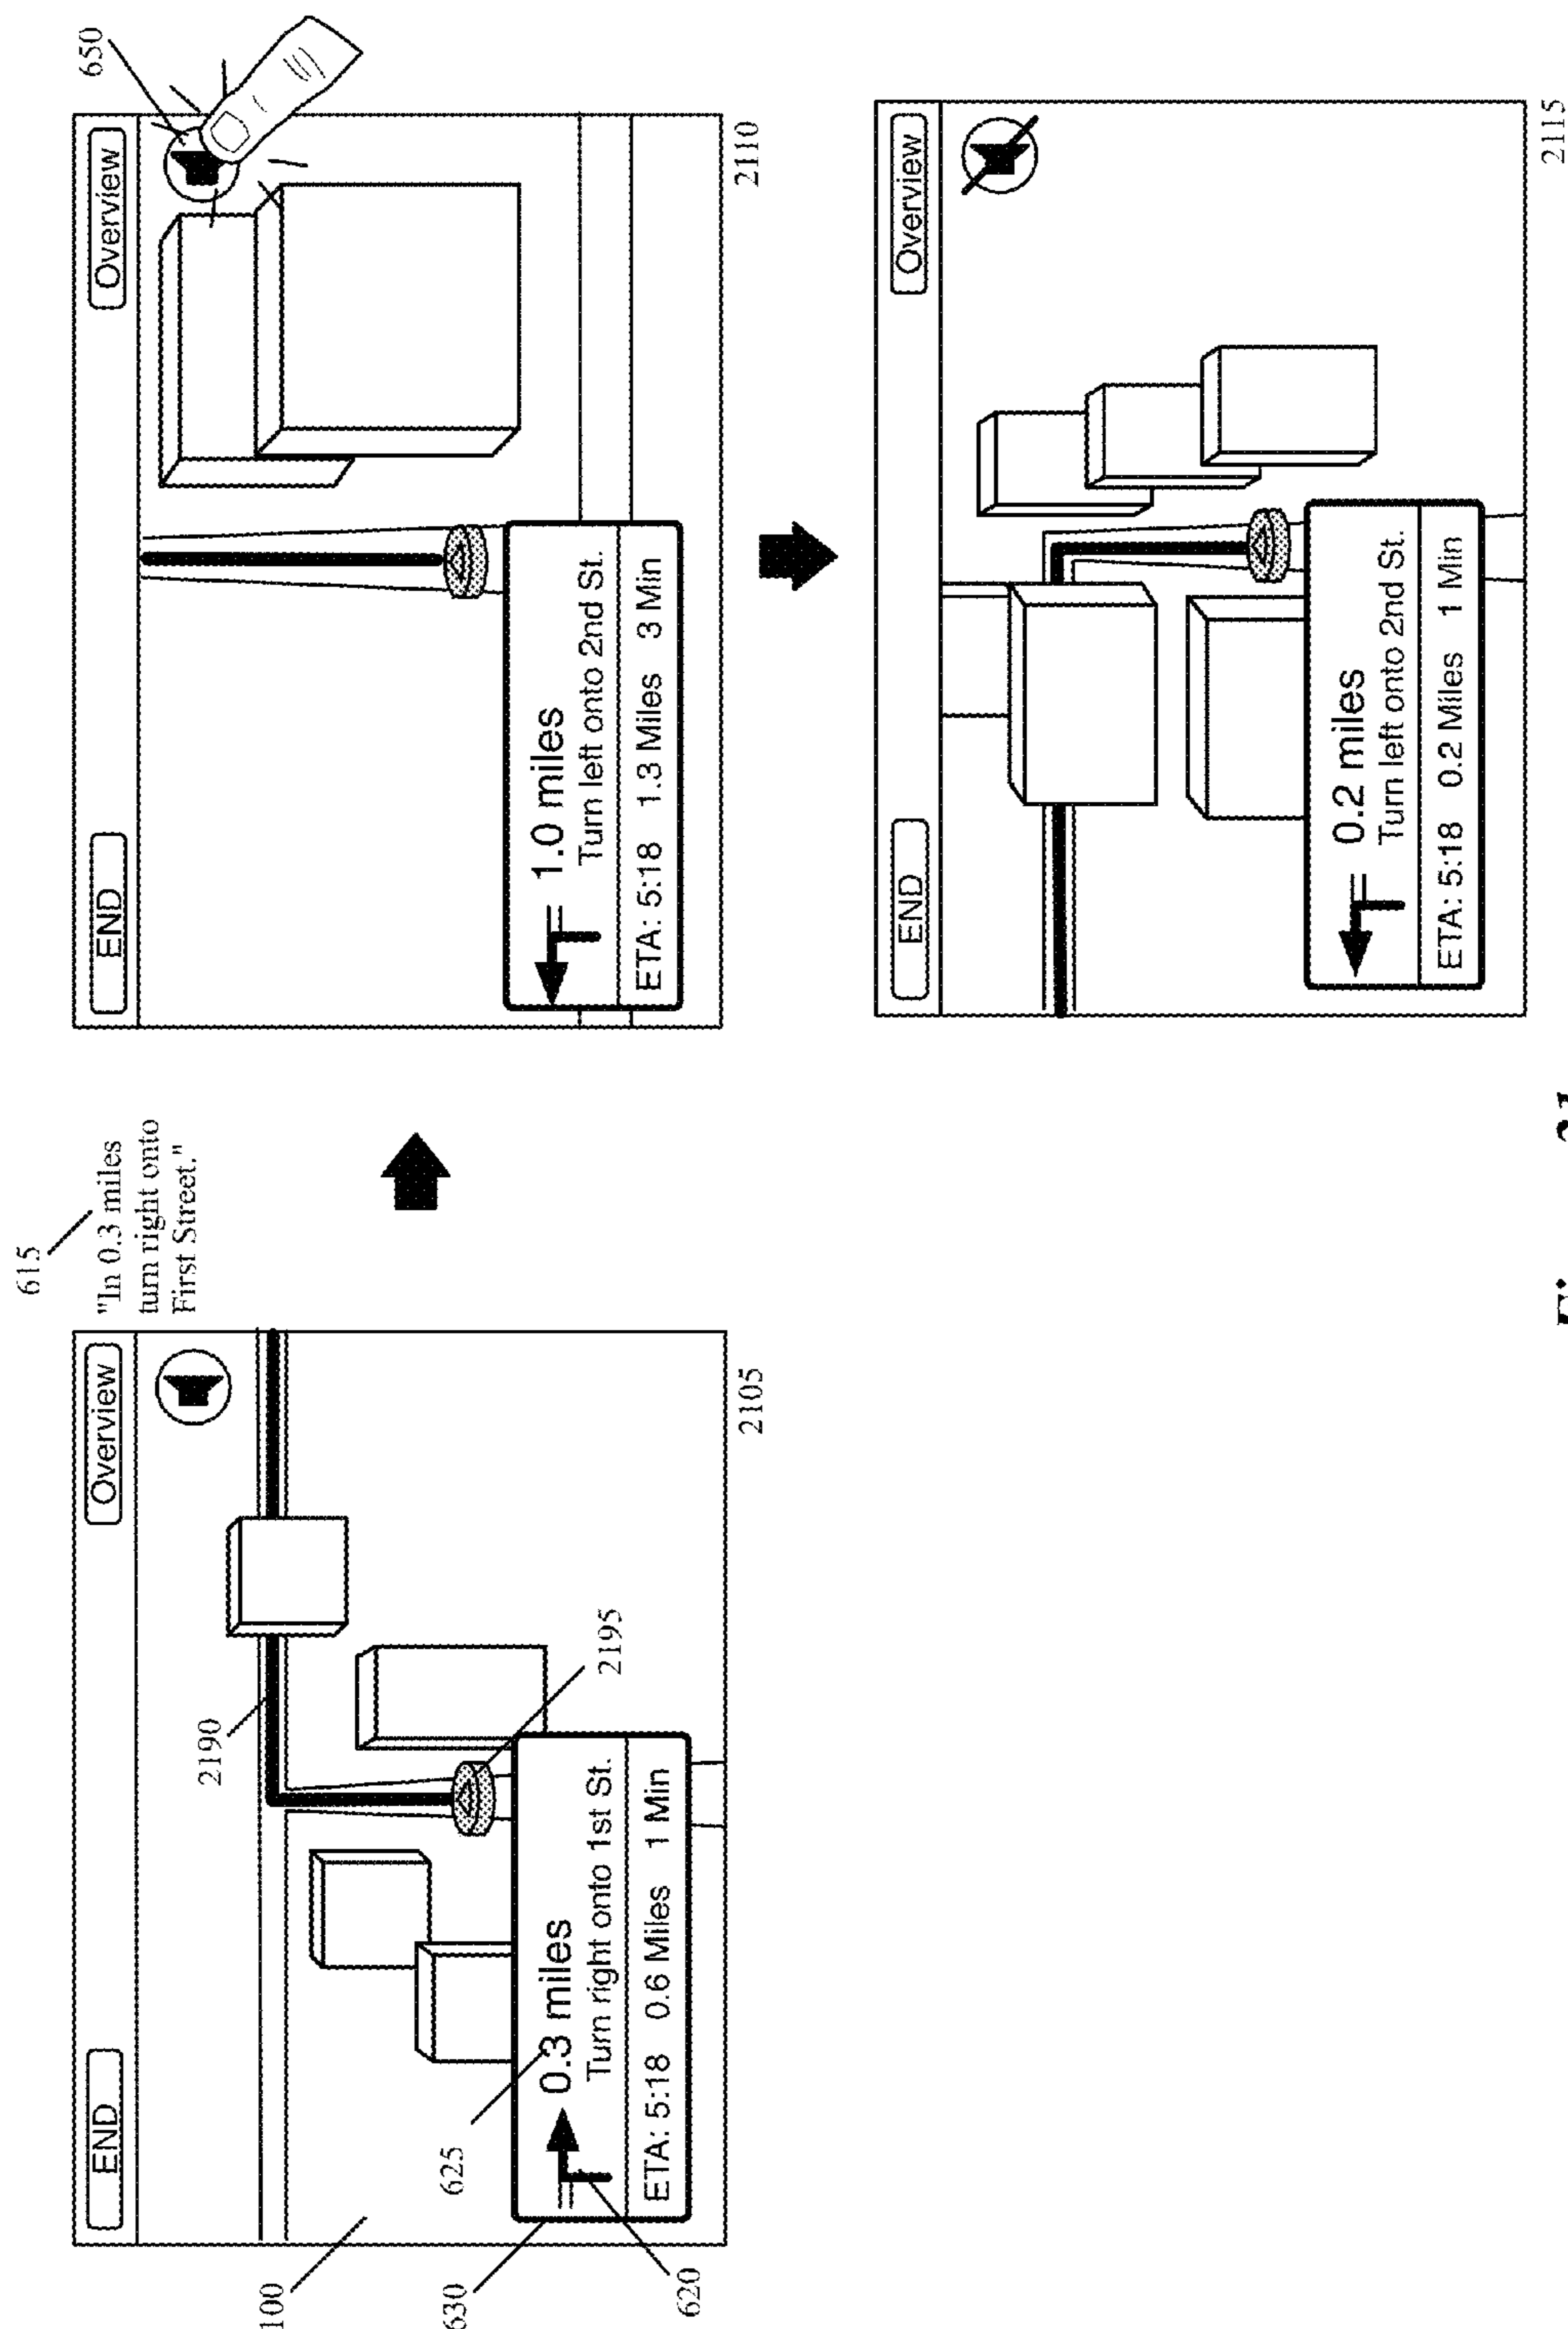 615
"In 0.3 miles
turn right onto
First Street."
END
Overview
2190
100
625
0.3 miles
Turn right onto 1st St.
ETA: 5:18 0.6 Miles 1 Min
2195
630
620
2105
650
END
Overview
1.0 miles
Turn left onto 2nd St.
ETA: 5:18 1.3 Miles 3 Min
2110
END
Overview
0.2 miles
Turn left onto 2nd St.
ETA: 5:18 0.2 Miles 1 Min
2115